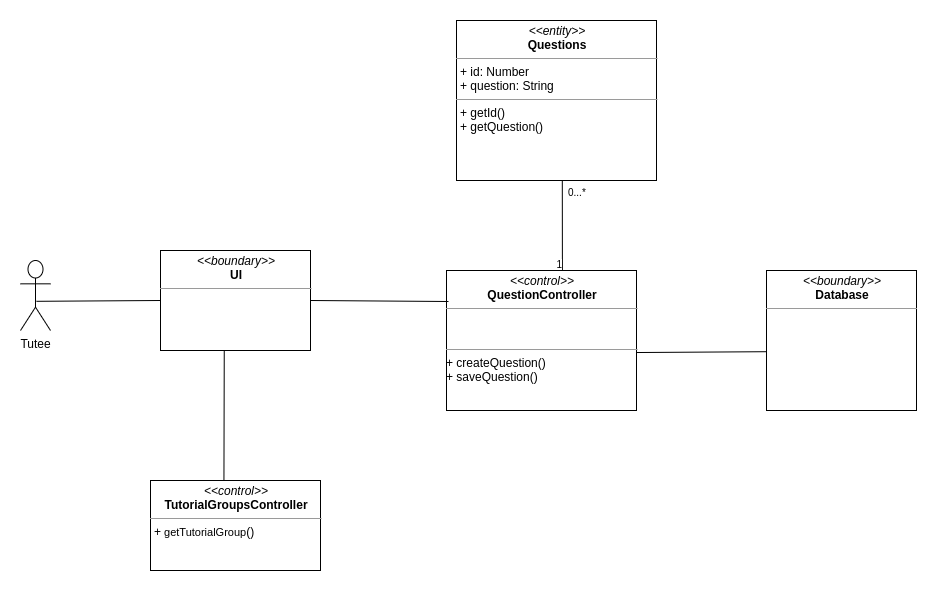 <<entity>>
Questions
+ id: Number
+ question: String
+ getId()
+ getQuestion()
0...*
1
<<boundary>>
UI
Tutee
<<control>>
QuestionController
+ createQuestion()
+ saveQuestion()
<<boundary>>
Database
<<control>>
TutorialGroupsController
+ getTutorialGroup()